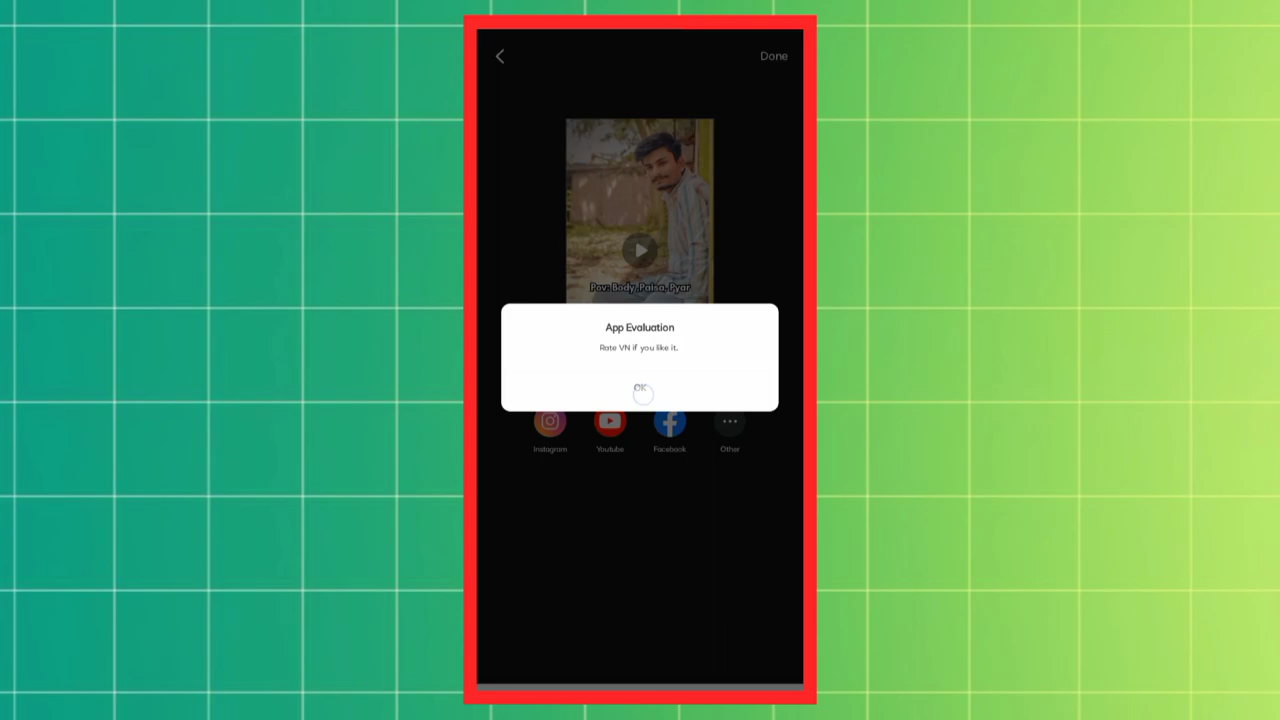 Done
Pov: Body ,Paisa, Pyar
App Evaluation
Rate VN if you like it.
OK
Instagram
Youtube
Facebook
Other